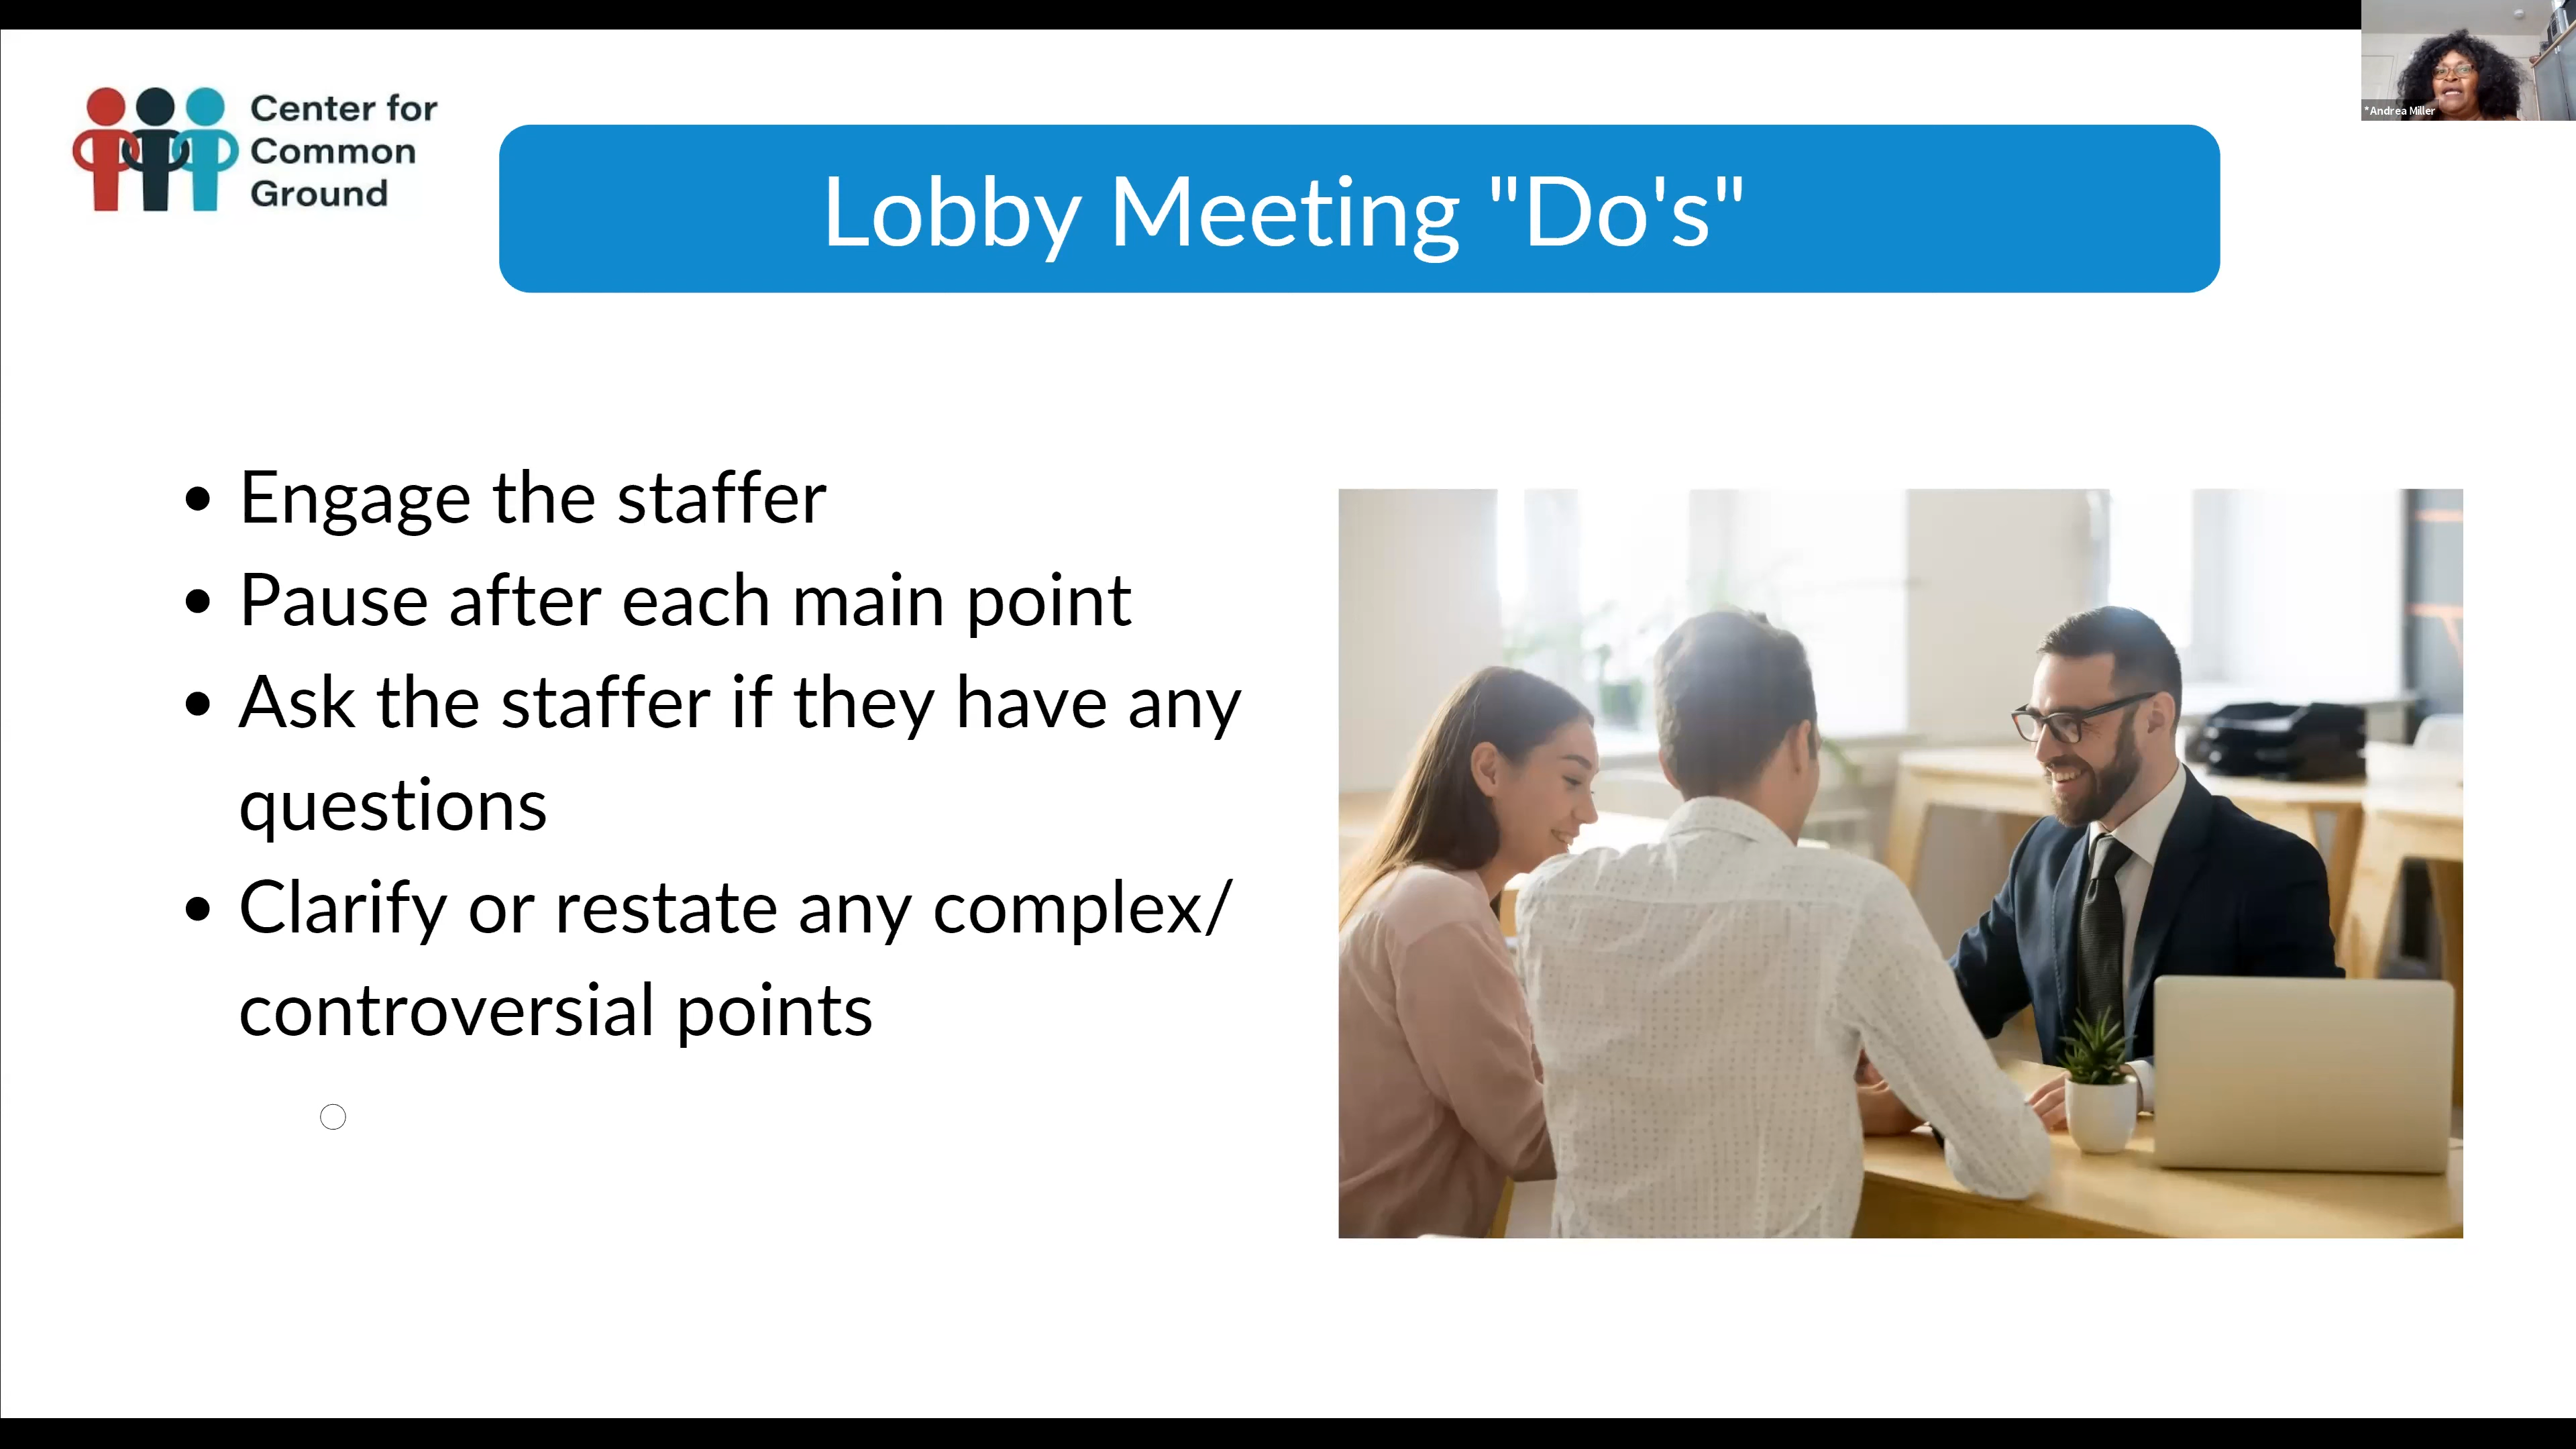 *Andrea Miller
Center for
Common
Ground
Lobby Meeting "Do's"
• Engage the staffer
• Pause after each main point
• Ask the staffer if they have any
questions
• Clarify or restate any complex/
controversial points